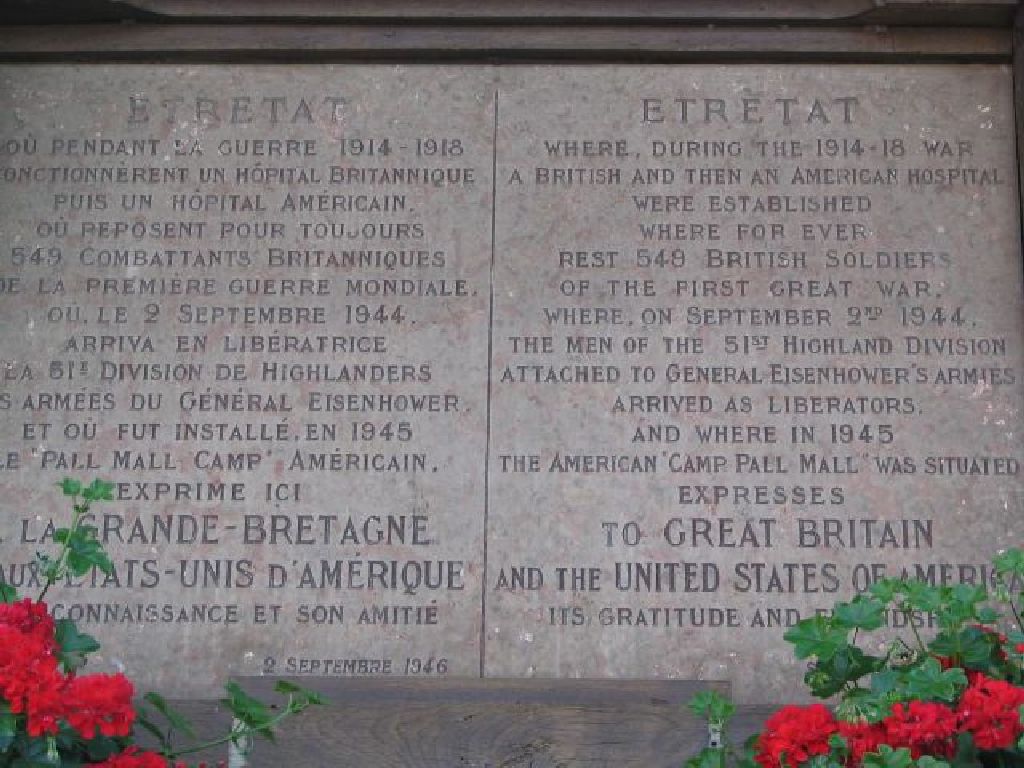 ETRETAT
OÙ PENDANT LA GUERRE 1914-1918
FONCTIONNÈRENT UN HÔPITAL BRITANNIQUE
PUIS UN HÔPITAL AMÉRICAIN.
OÙ REPOSENT POUR TOUJOURS
549 COMBATTANTS BRITANNIQUES
DE LA PREMIÈRE GUERRE MONDIALE.
OÙ, LE 2 SEPTEMBRE 1944,
ARRIVA EN LIBÉRATRICE
LA 51E DIVISION DE HIGHLANDERS
ARMÉES DU GÉNÉRAL EISENHOWER.
ET OÙ FUT INSTALLÉ, EN 1945
LE "PALL MALL CAMP" AMÉRICAIN.
EXPRIME ICI
LA GRANDE-BRETAGNE
AUX ÉTATS-UNIS D'AMÉRIQUE
CONNAISSANCE ET SON AMITIÉ
2 SEPTEMBRE 1946
ETRETAT
WHERE, DURING THE 1914-18 WAR
A BRITISH AND THEN AN AMERICAN HOSPITAL
WERE ESTABLISHED
WHERE FOR EVER
REST 549 BRITISH SOLDIERS
OF THE FIRST GREAT WAR.
WHERE, ON SEPTEMBER 2ND 1944,
THE MEN OF THE 51ST HIGHLAND DIVISION
ATTACHED TO GENERAL EISENHOWER'S ARMIES
ARRIVED AS LIBERATORS.
AND WHERE IN 1945
THE AMERICAN "CAMP PALL MALL" WAS SITUATED
EXPRESSES
TO GREAT BRITAIN
AND THE UNITED STATES OF AMERICA
ITS GRATITUDE AND FRIENDSHIP